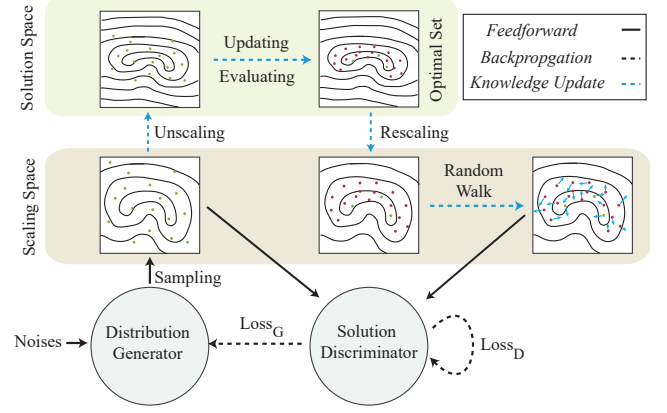 Solution Space
Updating
Evaluating
Optimal Set
Feedforward
Backpropgation
Knowledge Update
Unscaling
Rescaling
Scaling Space
Random
Walk
Sampling
Noises
Distribution
Generator
Loss_G
Solution
Discriminator
Loss_D